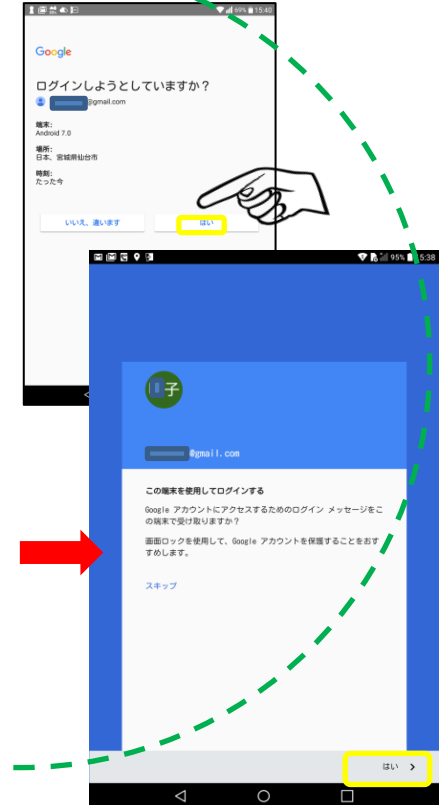 69% 15:40
Google
ログインしようとしていますか？
@gmail.com
端末:
Android 7.0
場所:
日本、宮城県仙台市
時刻:
たった今
いいえ、違います
はい
95% 5:38
子
@gmail.com
この端末を使用してログインする
Google アカウントにアクセスするためのログイン メッセージをこ
の端末で受け取りますか？
画面ロックを使用して、Google アカウントを保護することをおす
すめします。
スキップ
はい